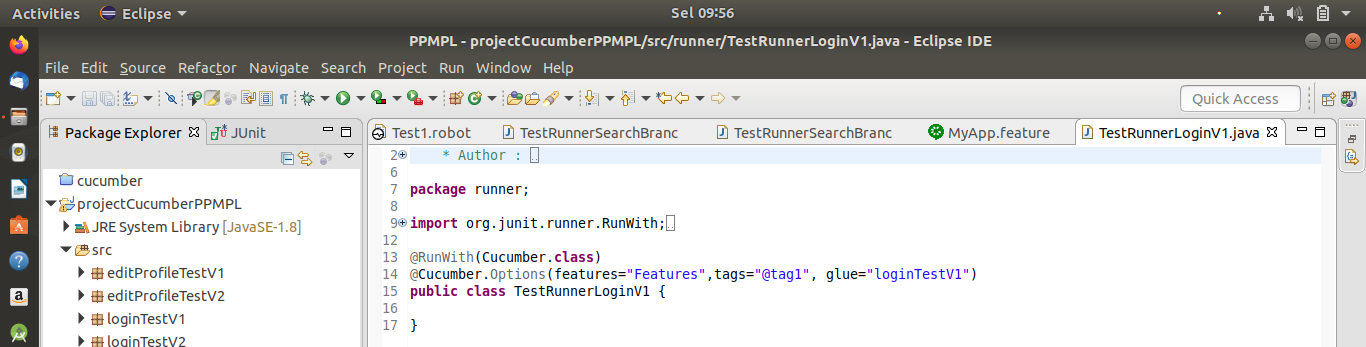 Activities Eclipse Sel 09:56
PPMPL - projectCucumberPPMPL/src/runner/TestRunnerLoginV1.java - Eclipse IDE
File Edit Source Refactor Navigate Search Project Run Window Help
Quick Access
Package Explorer JUnit
Test1.robot TestRunnerSearchBranc TestRunnerSearchBranc MyApp.feature TestRunnerLoginV1.java
cucumber
projectCucumberPPMPL
JRE System Library [JavaSE-1.8]
src
editProfileTestV1
editProfileTestV2
loginTestV1
loginTestV2
2 * Author :
6
7 package runner;
8
9 import org.junit.runner.RunWith;
12
13 @RunWith(Cucumber.class)
14 @Cucumber.Options(features="Features",tags="@tag1", glue="loginTestV1")
15 public class TestRunnerLoginV1 {
16
17 }